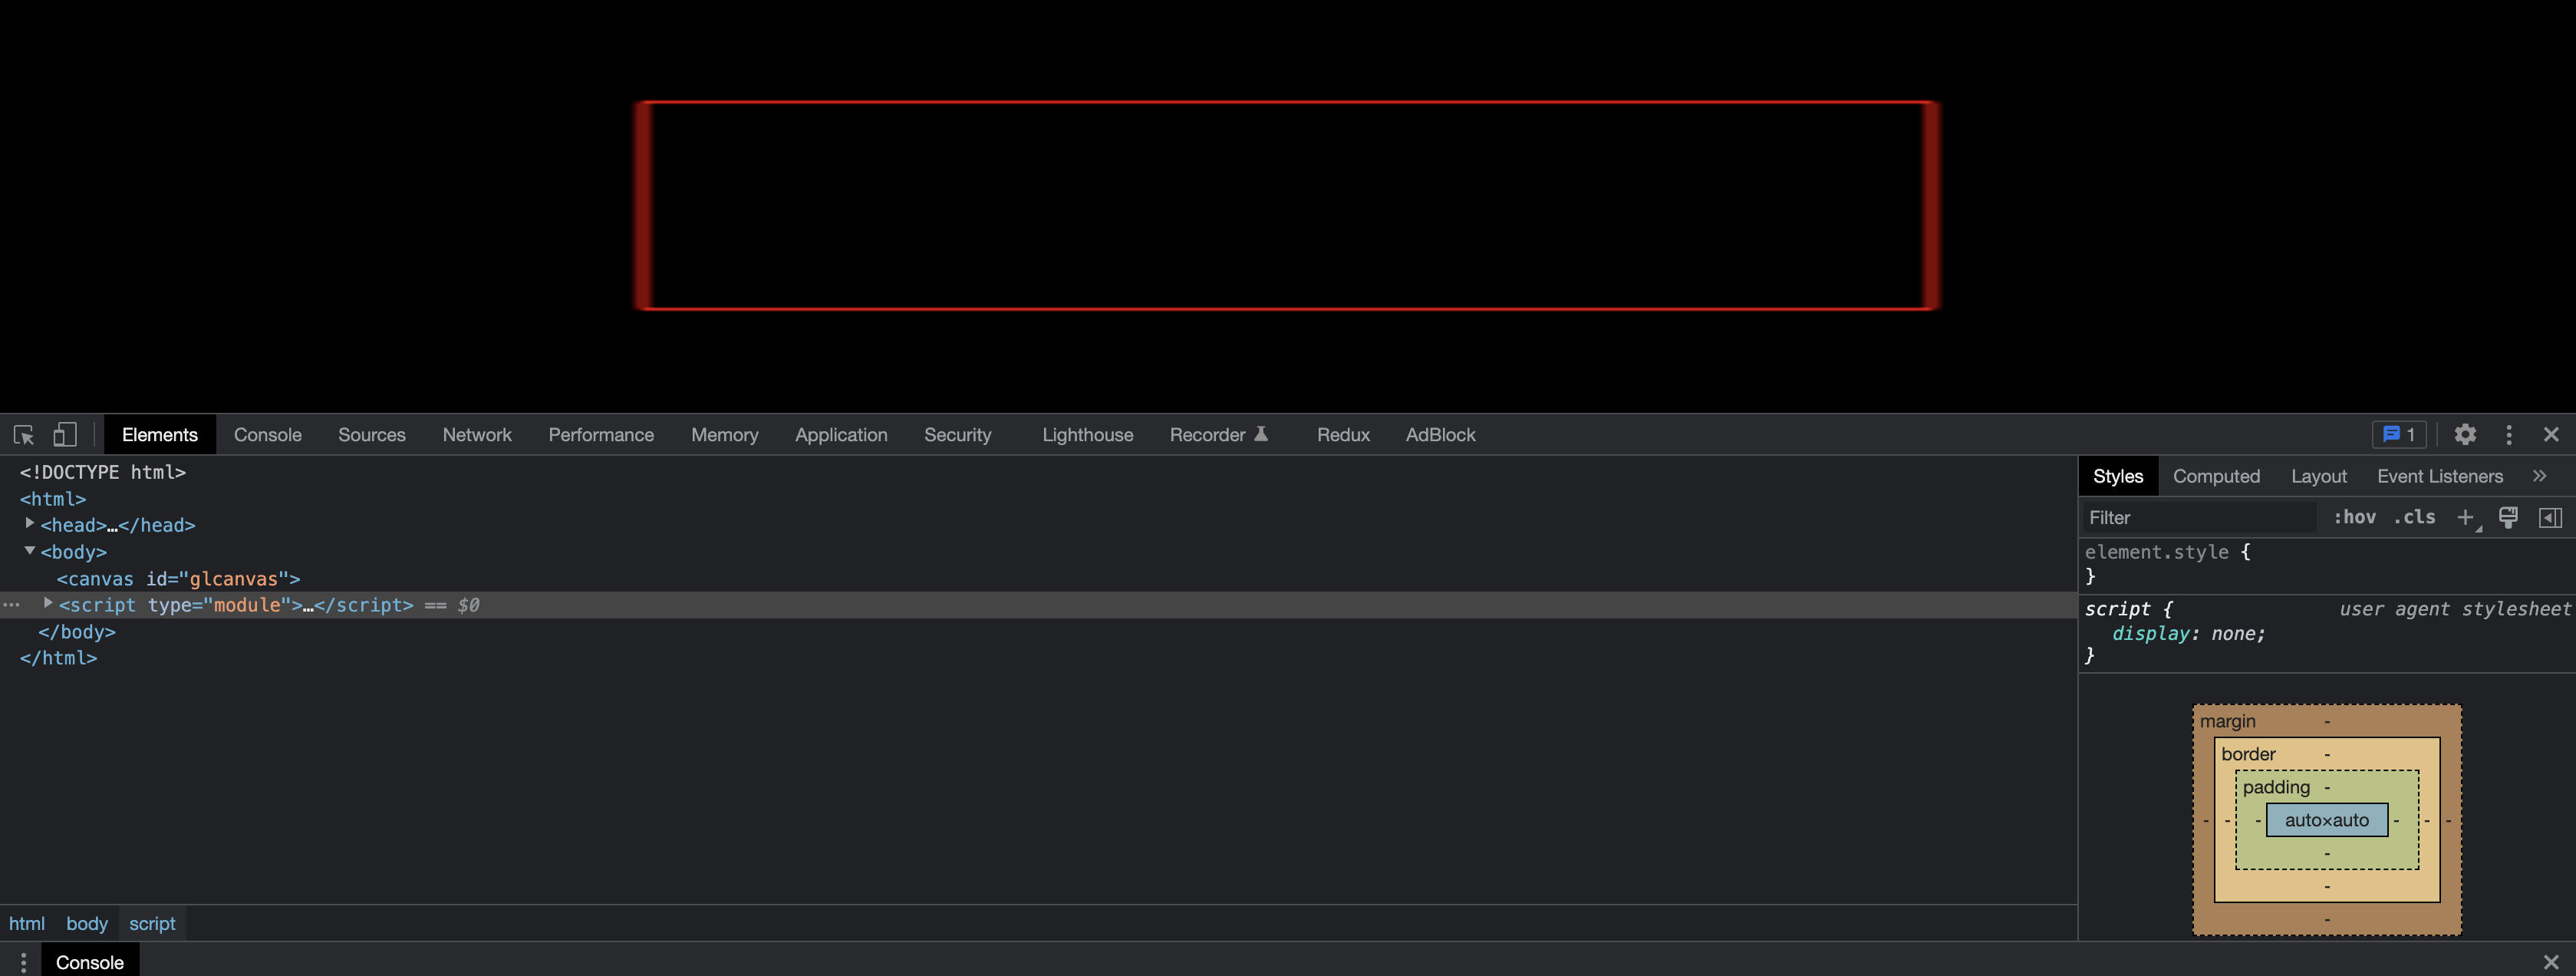 Elements Console Sources Network Performance Memory Application Security Lighthouse Recorder Redux AdBlock 1
<!DOCTYPE html>
<html>
<head>…</head>
<body>
<canvas id="glcanvas">
<script type="module">…</script> == $0
</body>
</html>
html body script
Console
Styles Computed Layout Event Listeners
Filter :hov .cls
element.style {
}
script { user agent stylesheet
display: none;
}
margin -
border -
padding -
- - - auto×auto - - -
-
-
-